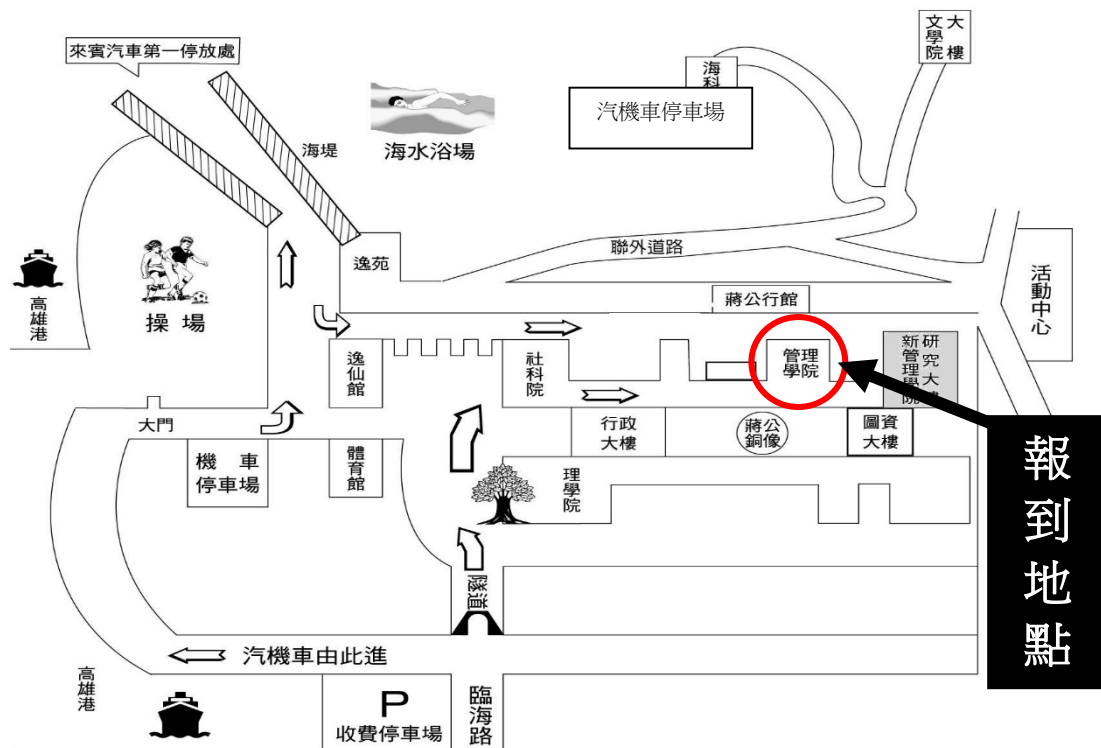 來賓汽車第一停放處
文學院
大樓
海科
汽機車停車場
海堤
海水浴場
聯外道路
逸苑
高雄港
操場
蔣公行館
活動中心
逸仙館
社科院
管理
學院
新管理學院
研究大樓
大門
機車
停車場
體育館
行政
大樓
蔣公
銅像
圖資
大樓
理學院
報到地點
隧道
汽機車由此進
高雄港
P
收費停車場
臨海路